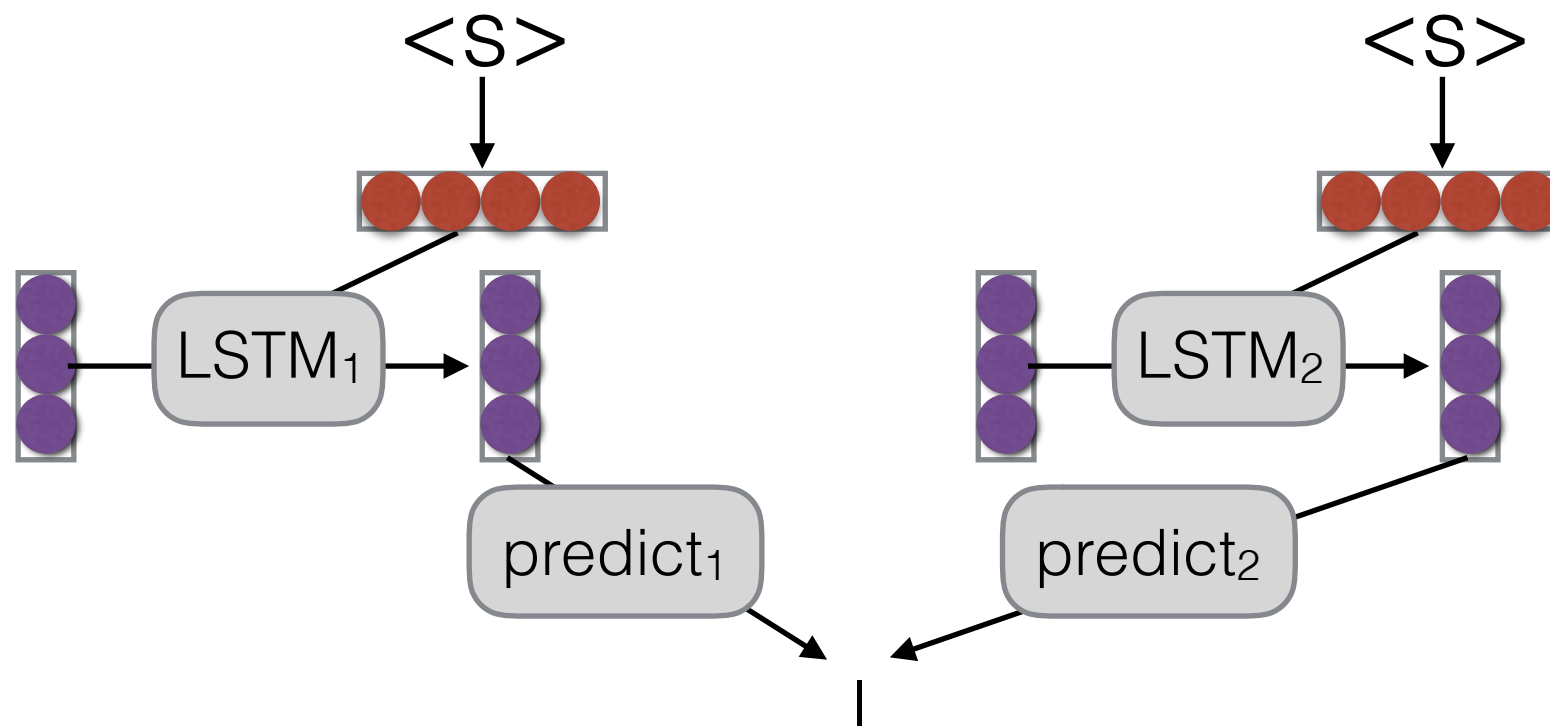 <s> <s>
LSTM₁ LSTM₂
predict₁ predict₂
I